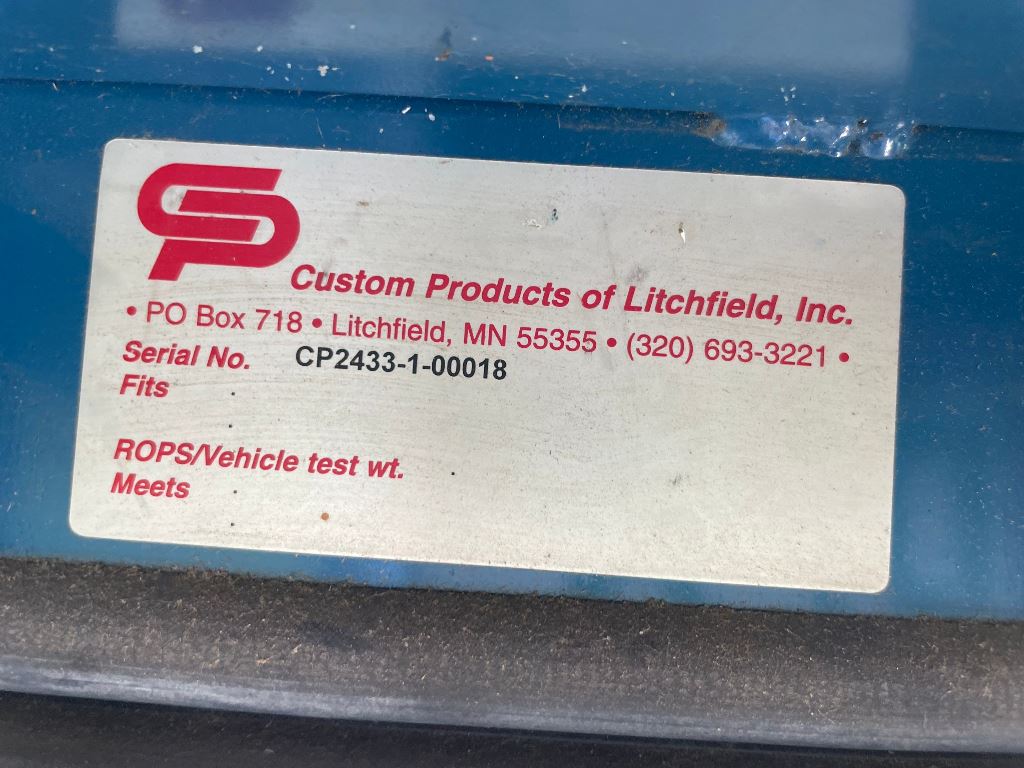 CP
Custom Products of Litchfield, Inc.
• PO Box 718 • Litchfield, MN 55355 • (320) 693-3221 •
Serial No. CP2433-1-00018
Fits
ROPS/Vehicle test wt.
Meets